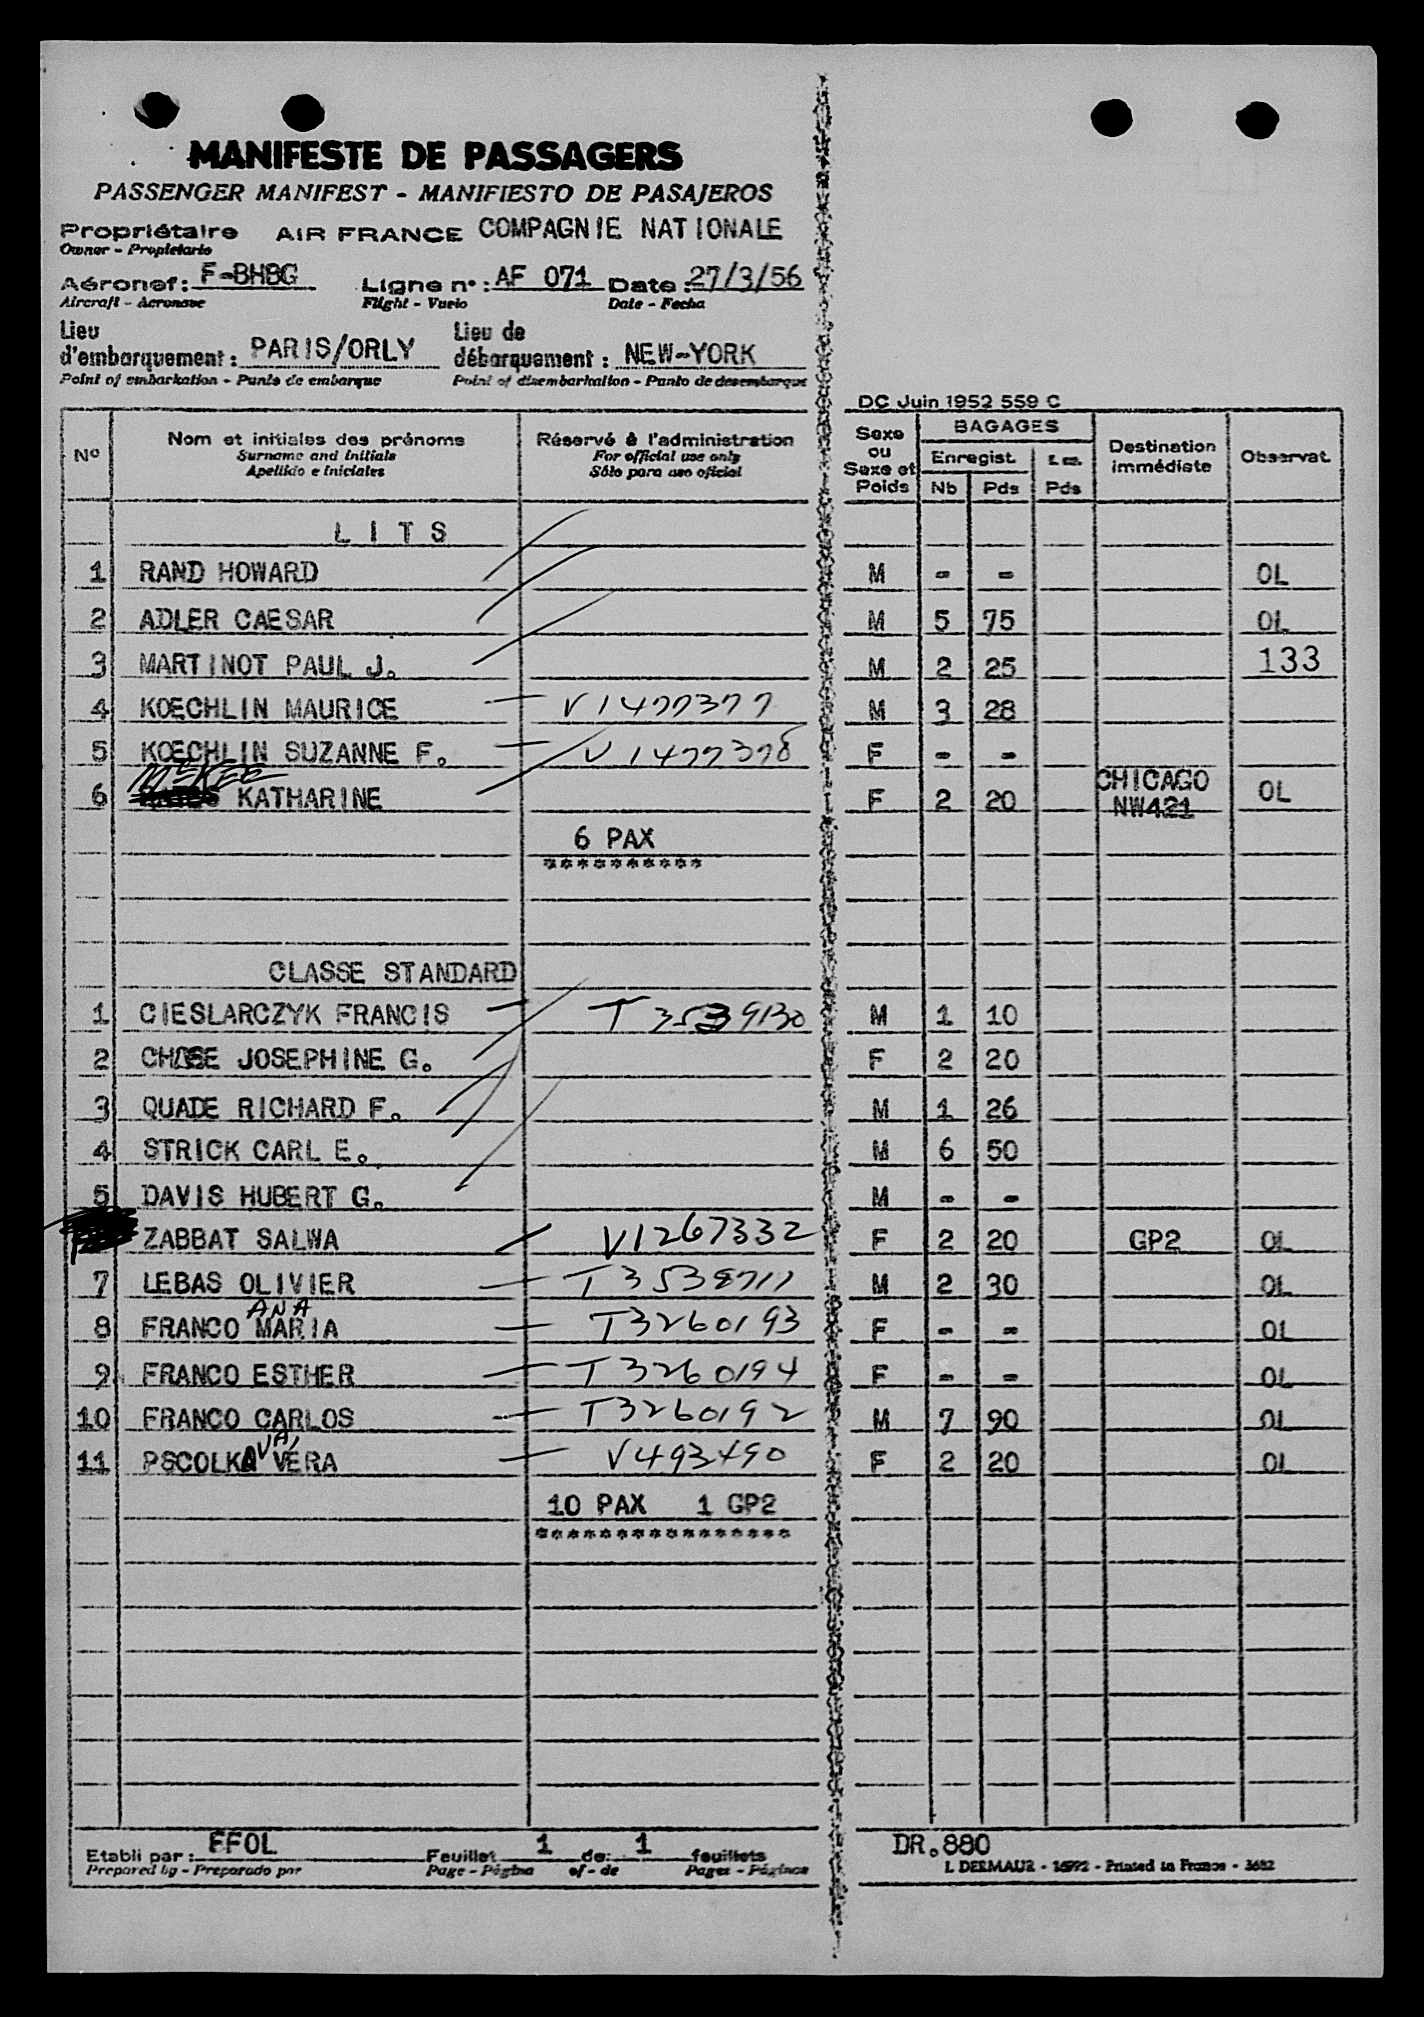 MANIFESTE DE PASSAGERS
PASSENGER MANIFEST - MANIFIESTO DE PASAJEROS
Propriétaire AIR FRANCE COMPAGNIE NATIONALE
Owner - Propietario
Aéronef : F-BHBG Ligne n° : AF 071 Date : 27/3/56
Aircraft - Aeronave Flight - Vuelo Date - Fecha
Lieu d'embarquement : PARIS/ORLY Lieu de débarquement : NEW-YORK
Point of embarkation - Punto de embarque Point of disembarkation - Punto de desembarque
DC Juin 1952 559 C
N° Nom et initiales des prénoms Réservé à l'administration Sexe ou Sexe et Poids BAGAGES Destination immédiate Observat.
Surname and initials For official use only Enregist.
Apellido e iniciales Sólo para uso oficial Nb Pds Pds
L I T S
1 RAND HOWARD M - - OL
2 ADLER CAESAR M 5 75 OL
3 MARTINOT PAUL J. M 2 25 133
4 KOECHLIN MAURICE V1477377 M 3 28
5 KOECHLIN SUZANNE F. V1477378 F - -
6 MCKEE KATHARINE F 2 20 CHICAGO NW421 OL
6 PAX
**********
CLASSE STANDARD
1 CIESLARCZYK FRANCIS T3539130 M 1 10
2 CHASE JOSEPHINE G. F 2 20
3 QUADE RICHARD F. M 1 26
4 STRICK CARL E. M 6 50
5 DAVIS HUBERT G. M - -
ZABBAT SALWA V1267332 F 2 20 GP2 OL
7 LEBAS OLIVIER T3538711 M 2 30 OL
8 FRANCO ANA MARIA T3260193 F - - OL
9 FRANCO ESTHER T3260194 F - - OL
10 FRANCO CARLOS T3260192 M 7 90 OL
11 PSCOLKA VA, VERA V493490 F 2 20 OL
10 PAX 1 GP2
****************
Etabli par : FFOL Feuillet 1 de 1 feuillets DR.880
Prepared by - Preparado por Page - Página of - de Pages - Páginas I. DEEMAUR - 16992 - Printed in France - 3652